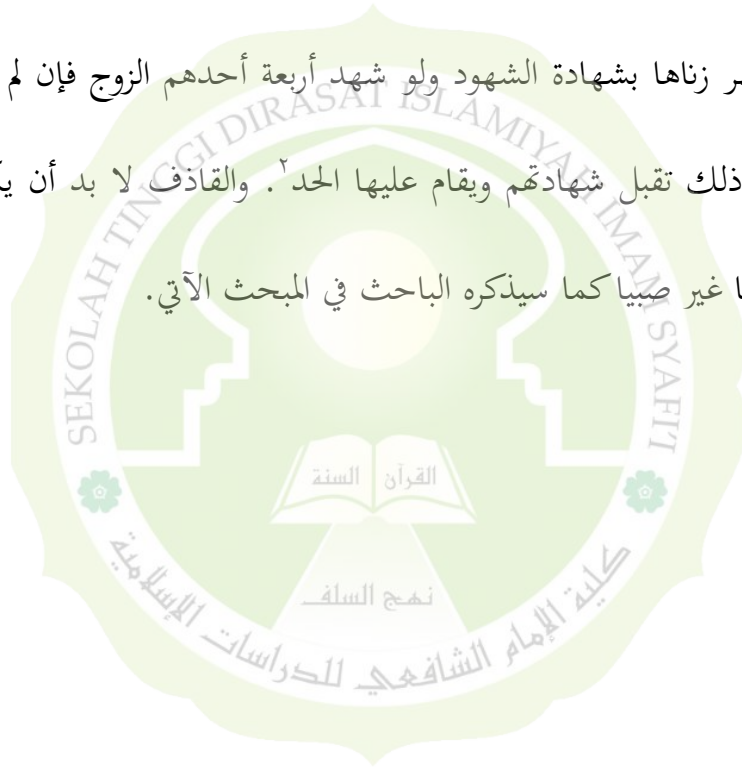 ر زناها بشهادة الشهود ولو شهد أربعة أحدهم الزوج فإن لم
ذلك تقبل شهادتهم ويقام عليها الحد٢. والقاذف لا بد أن
ا غير صبيا كما سيذكره الباحث في المبحث الآتي.
SEKOLAH TINGGI DIRASAT ISLAMIYAH IMAM SYAFI'I
القرآن السنة
نهج السلف
كلية الإمام الشافعي للدراسات الإسلامية